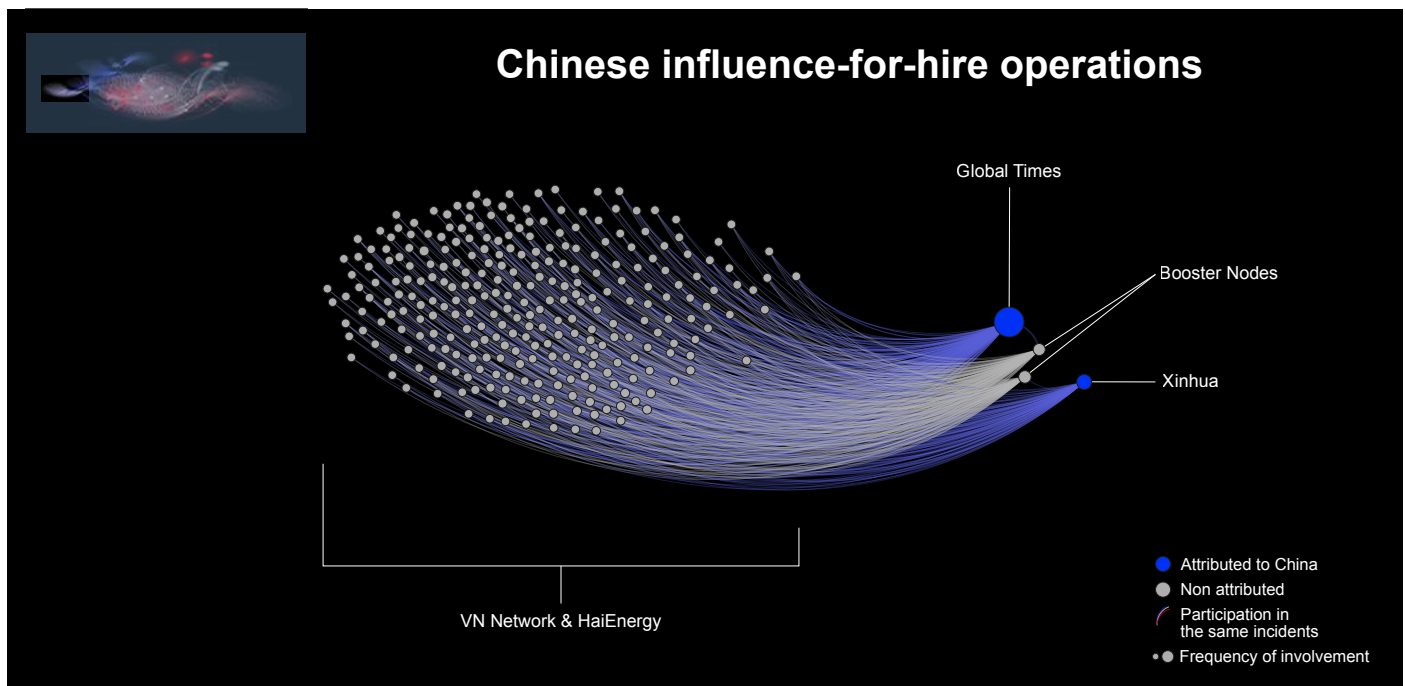 Chinese influence-for-hire operations
Global Times
Booster Nodes
Xinhua
VN Network & HaiEnergy
Attributed to China
Non attributed
Participation in
the same incidents
Frequency of involvement